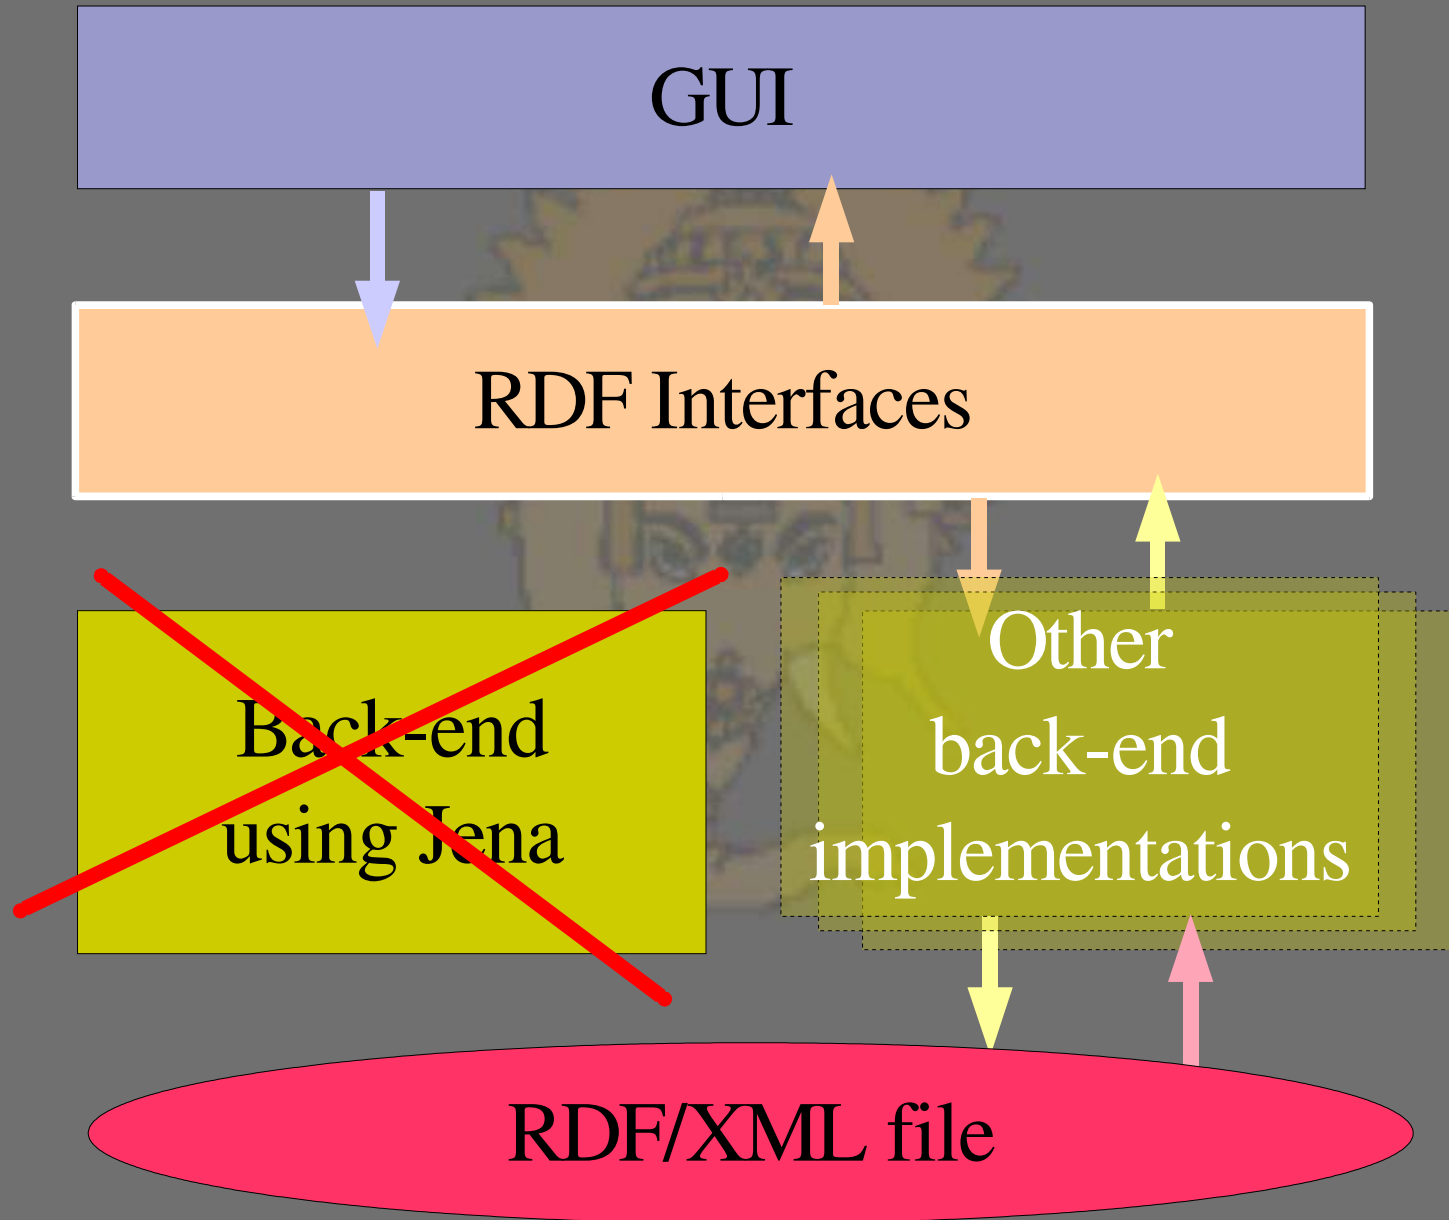 GUI
RDF Interfaces
Back-end
using Jena
Other
back-end
implementations
RDF/XML file